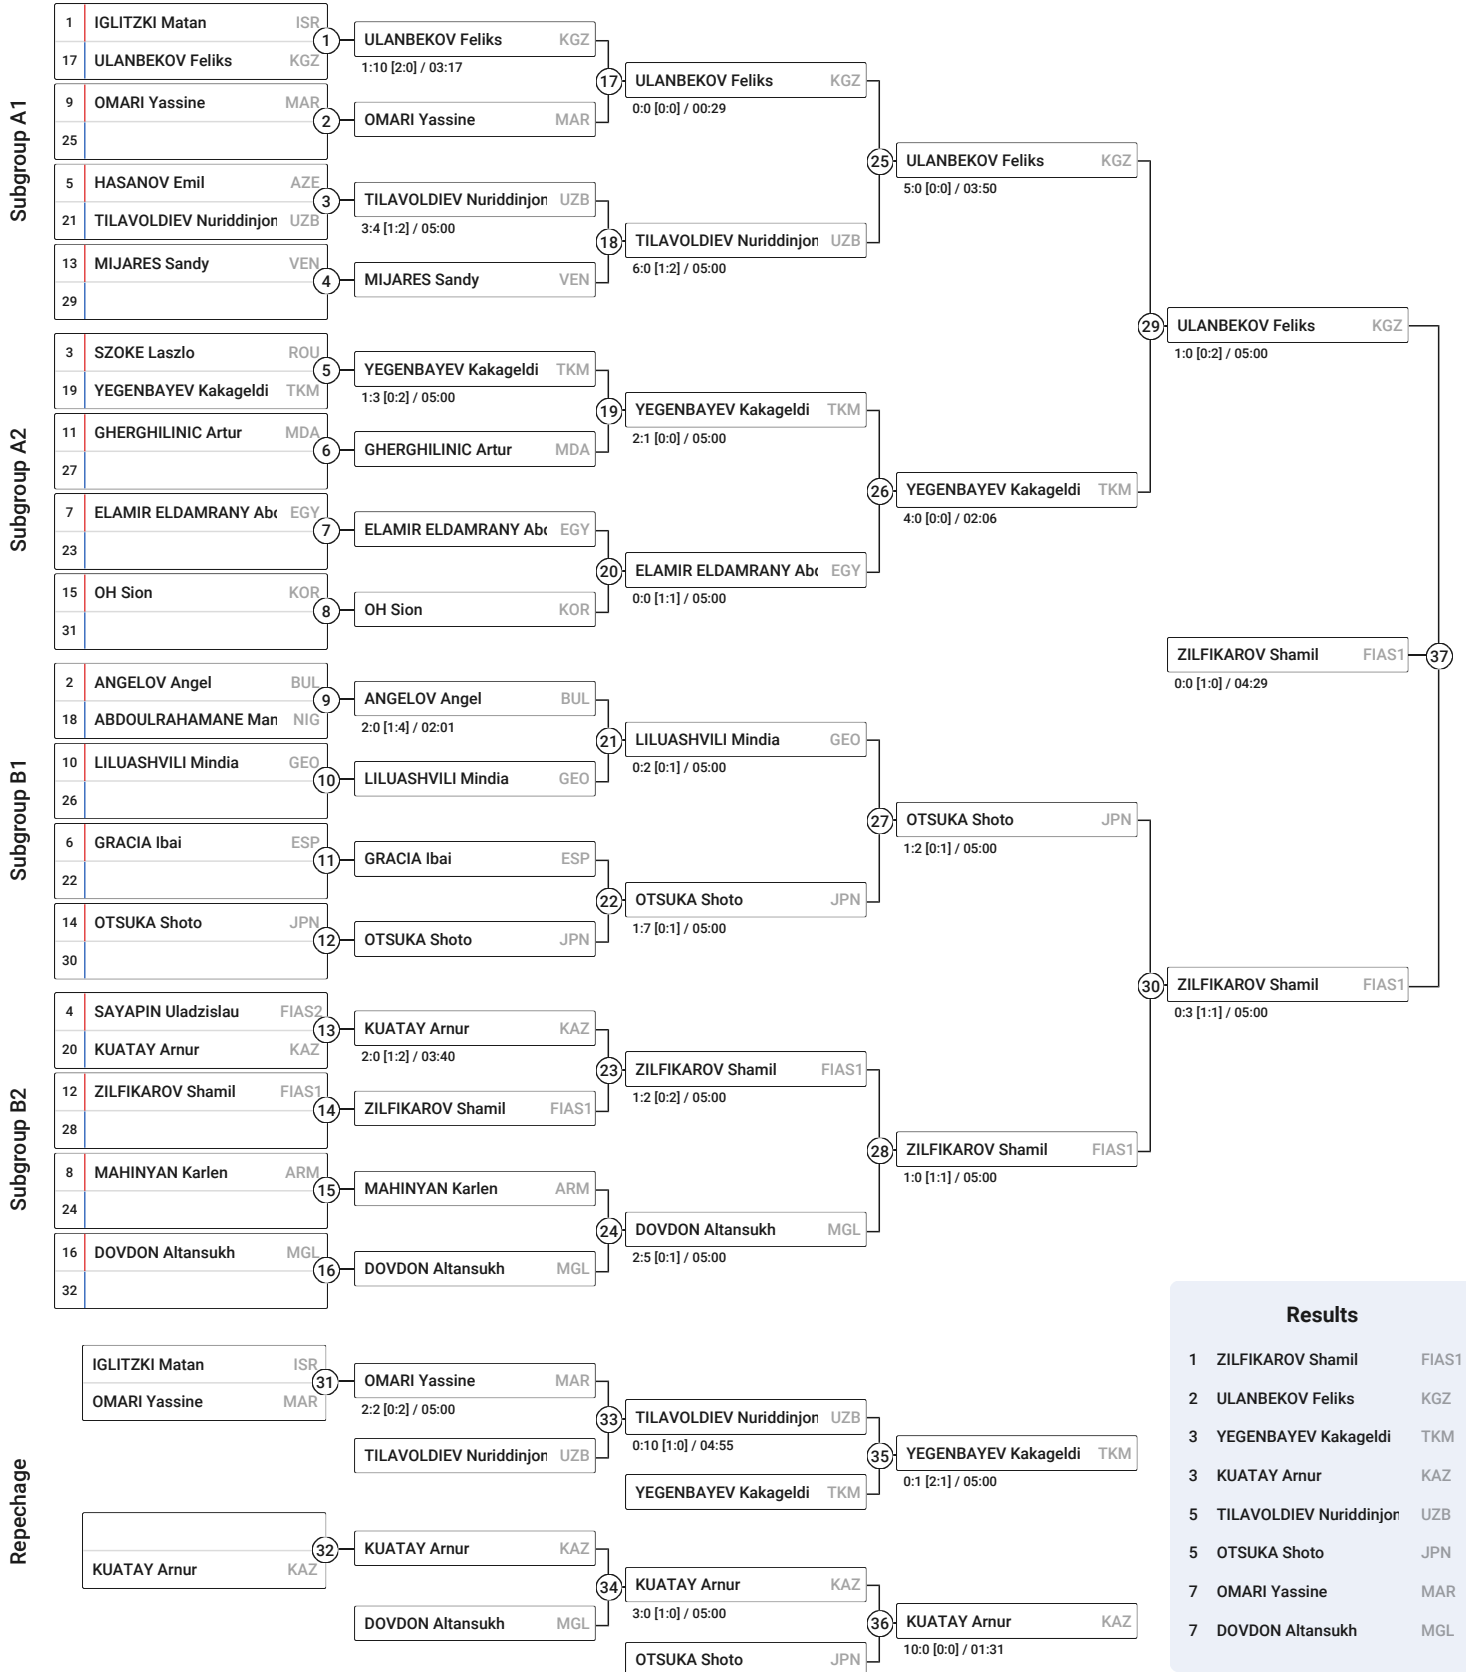 Subgroup A1
1 IGLITZKI Matan ISR
17 ULANBEKOV Feliks KGZ
1
9 OMARI Yassine MAR
25
2
5 HASANOV Emil AZE
21 TILAVOLDIEV Nuriddinjon UZB
3
13 MIJARES Sandy VEN
29
4
ULANBEKOV Feliks KGZ
1:10 [2:0] / 03:17
OMARI Yassine MAR
17
TILAVOLDIEV Nuriddinjon UZB
3:4 [1:2] / 05:00
MIJARES Sandy VEN
18
ULANBEKOV Feliks KGZ
0:0 [0:0] / 00:29
TILAVOLDIEV Nuriddinjon UZB
6:0 [1:2] / 05:00
25
ULANBEKOV Feliks KGZ
5:0 [0:0] / 03:50
Subgroup A2
3 SZOKE Laszlo ROU
19 YEGENBAYEV Kakageldi TKM
5
11 GHERGHILINIC Artur MDA
27
6
7 ELAMIR ELDAMRANY Abd EGY
23
7
15 OH Sion KOR
31
8
YEGENBAYEV Kakageldi TKM
1:3 [0:2] / 05:00
GHERGHILINIC Artur MDA
19
ELAMIR ELDAMRANY Abd EGY
OH Sion KOR
20
YEGENBAYEV Kakageldi TKM
2:1 [0:0] / 05:00
ELAMIR ELDAMRANY Abd EGY
0:0 [1:1] / 05:00
26
YEGENBAYEV Kakageldi TKM
4:0 [0:0] / 02:06
29
ULANBEKOV Feliks KGZ
1:0 [0:2] / 05:00
Subgroup B1
2 ANGELOV Angel BUL
18 ABDOULRAHAMANE Man NIG
9
10 LILUASHVILI Mindia GEO
26
10
6 GRACIA Ibai ESP
22
11
14 OTSUKA Shoto JPN
30
12
ANGELOV Angel BUL
2:0 [1:4] / 02:01
LILUASHVILI Mindia GEO
21
GRACIA Ibai ESP
OTSUKA Shoto JPN
22
LILUASHVILI Mindia GEO
0:2 [0:1] / 05:00
OTSUKA Shoto JPN
1:7 [0:1] / 05:00
27
OTSUKA Shoto JPN
1:2 [0:1] / 05:00
Subgroup B2
4 SAYAPIN Uladzislau FIAS2
20 KUATAY Arnur KAZ
13
12 ZILFIKAROV Shamil FIAS1
28
14
8 MAHINYAN Karlen ARM
24
15
16 DOVDON Altansukh MGL
32
16
KUATAY Arnur KAZ
2:0 [1:2] / 03:40
ZILFIKAROV Shamil FIAS1
23
MAHINYAN Karlen ARM
DOVDON Altansukh MGL
24
ZILFIKAROV Shamil FIAS1
1:2 [0:2] / 05:00
DOVDON Altansukh MGL
2:5 [0:1] / 05:00
28
ZILFIKAROV Shamil FIAS1
1:0 [1:1] / 05:00
30
ZILFIKAROV Shamil FIAS1
0:3 [1:1] / 05:00
ZILFIKAROV Shamil FIAS1
37
0:0 [1:0] / 04:29
Repechage
IGLITZKI Matan ISR
OMARI Yassine MAR
31
OMARI Yassine MAR
2:2 [0:2] / 05:00
TILAVOLDIEV Nuriddinjon UZB
33
TILAVOLDIEV Nuriddinjon UZB
0:10 [1:0] / 04:55
YEGENBAYEV Kakageldi TKM
35
YEGENBAYEV Kakageldi TKM
0:1 [2:1] / 05:00
KUATAY Arnur KAZ
32
KUATAY Arnur KAZ
DOVDON Altansukh MGL
34
KUATAY Arnur KAZ
3:0 [1:0] / 05:00
OTSUKA Shoto JPN
36
KUATAY Arnur KAZ
10:0 [0:0] / 01:31
Results
1 ZILFIKAROV Shamil FIAS1
2 ULANBEKOV Feliks KGZ
3 YEGENBAYEV Kakageldi TKM
3 KUATAY Arnur KAZ
5 TILAVOLDIEV Nuriddinjon UZB
5 OTSUKA Shoto JPN
7 OMARI Yassine MAR
7 DOVDON Altansukh MGL